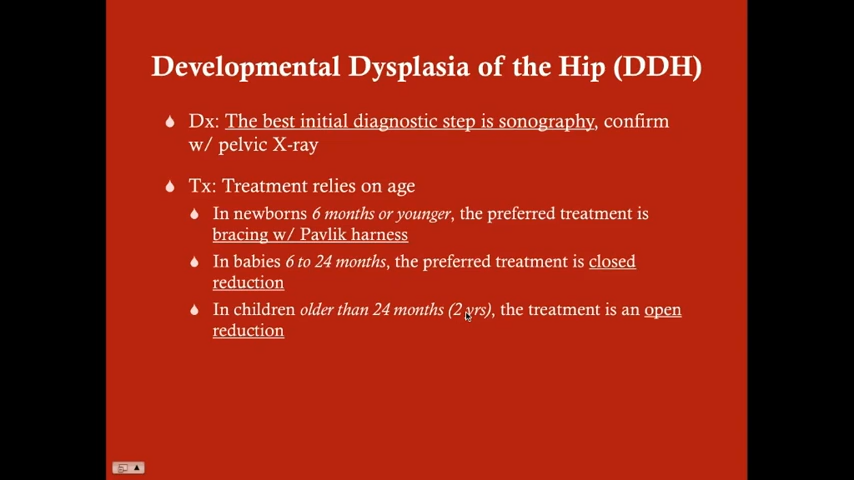 Developmental Dysplasia of the Hip (DDH)
Dx: The best initial diagnostic step is sonography, confirm
w/ pelvic X-ray
Tx: Treatment relies on age
In newborns 6 months or younger, the preferred treatment is
bracing w/ Pavlik harness
In babies 6 to 24 months, the preferred treatment is closed
reduction
In children older than 24 months (2 yrs), the treatment is an open
reduction